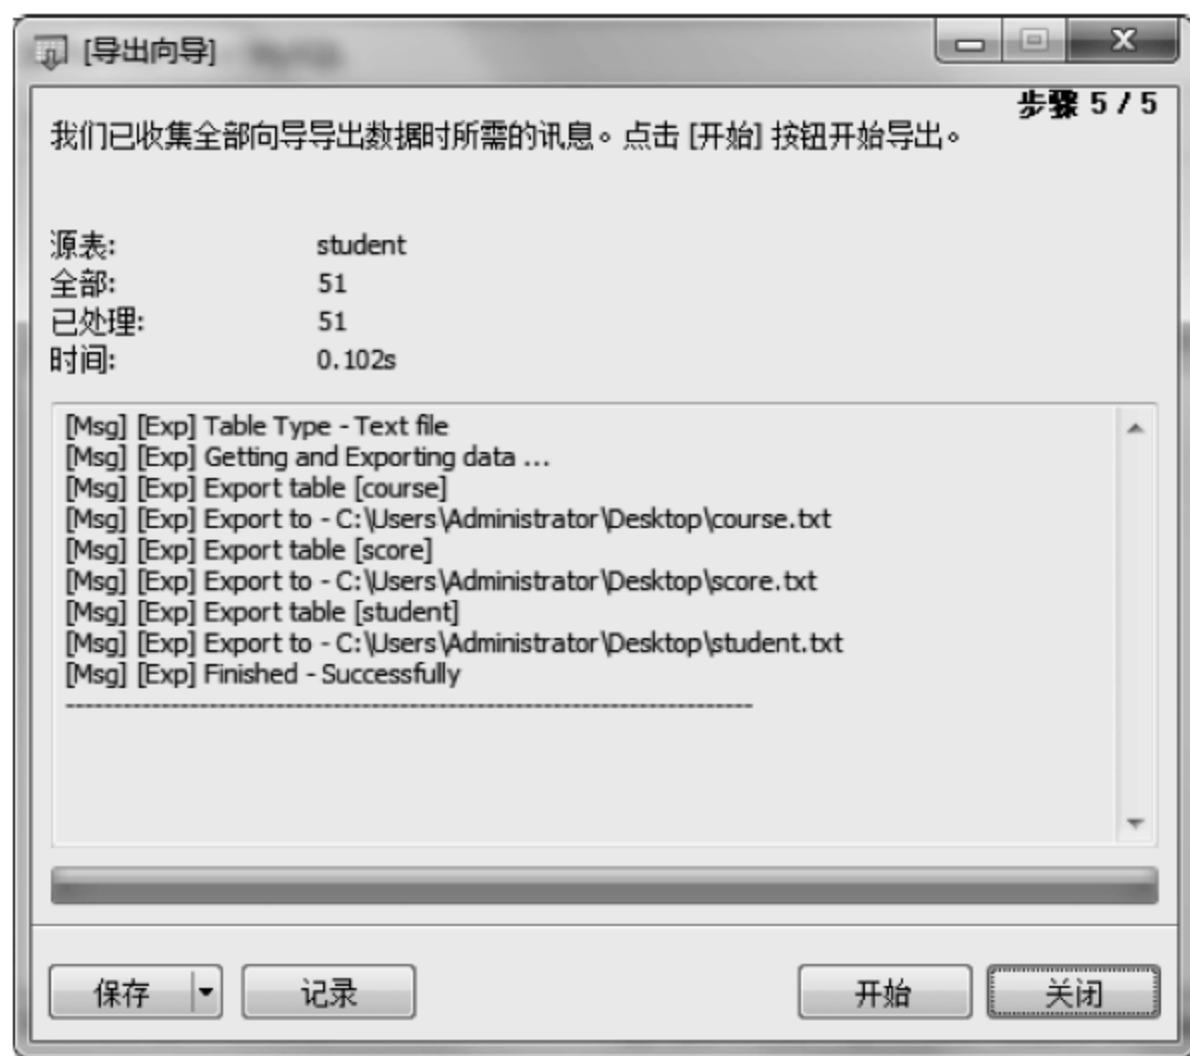 [导出向导]
步骤 5 / 5
我们已收集全部向导导出数据时所需的讯息。点击 [开始] 按钮开始导出。
源表: student
全部: 51
已处理: 51
时间: 0.102s
[Msg] [Exp] Table Type - Text file
[Msg] [Exp] Getting and Exporting data ...
[Msg] [Exp] Export table [course]
[Msg] [Exp] Export to - C:\Users\Administrator\Desktop\course.txt
[Msg] [Exp] Export table [score]
[Msg] [Exp] Export to - C:\Users\Administrator\Desktop\score.txt
[Msg] [Exp] Export table [student]
[Msg] [Exp] Export to - C:\Users\Administrator\Desktop\student.txt
[Msg] [Exp] Finished - Successfully
--------------------------------------------------------------------------------
保存 记录 开始 关闭